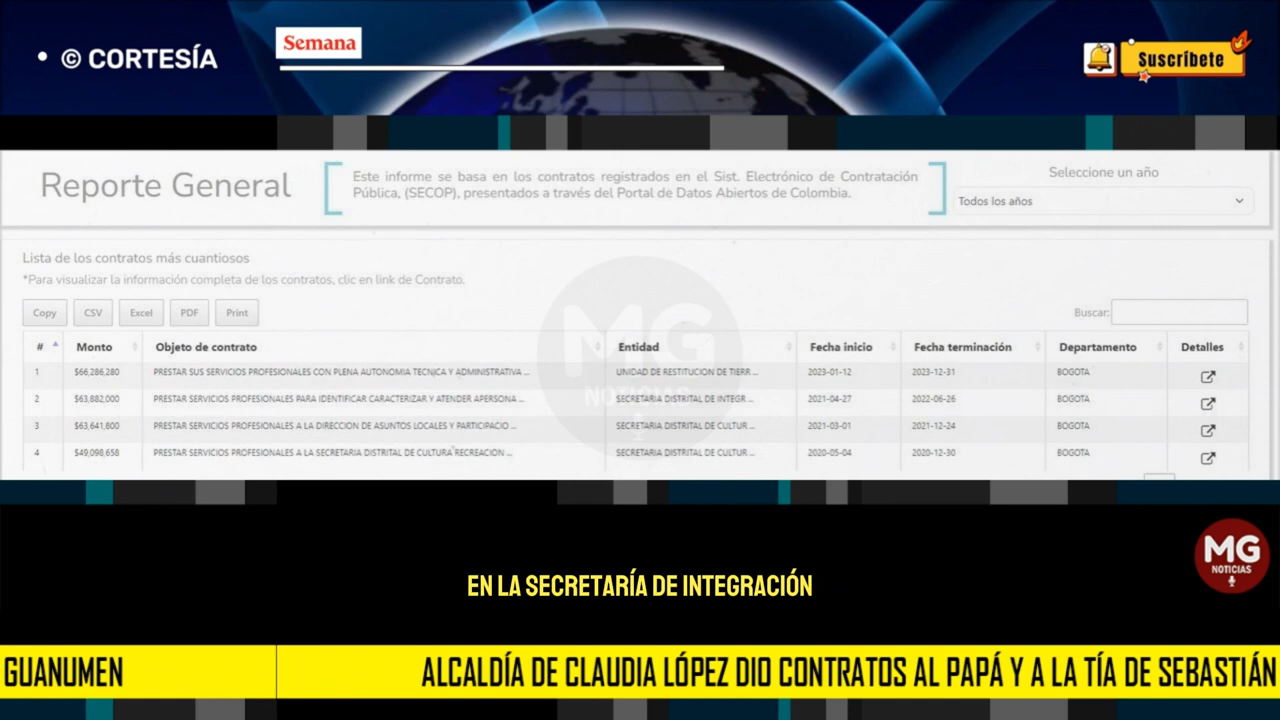 • © CORTESÍA
Semana
Suscríbete
Reporte General
Este informe se basa en los contratos registrados en el Sist. Electrónico de Contratación
Pública, (SECOP), presentados a través del Portal de Datos Abiertos de Colombia.
Seleccione un año
Todos los años
Lista de los contratos más cuantiosos
*Para visualizar la información completa de los contratos, clic en link de Contrato.
Copy CSV Excel PDF Print Buscar:
# Monto Objeto de contrato Entidad Fecha inicio Fecha terminación Departamento Detalles
1 $66,286,280 PRESTAR SUS SERVICIOS PROFESIONALES CON PLENA AUTONOMIA TECNICA Y ADMINISTRATIVA ... UNIDAD DE RESTITUCION DE TIERR ... 2023-01-12 2023-12-31 BOGOTA
2 $63,882,000 PRESTAR SERVICIOS PROFESIONALES PARA IDENTIFICAR CARACTERIZAR Y ATENDER APERSONA ... SECRETARIA DISTRITAL DE INTEGR ... 2021-04-27 2022-06-26 BOGOTA
3 $63,641,800 PRESTAR SERVICIOS PROFESIONALES A LA DIRECCION DE ASUNTOS LOCALES Y PARTICIPACIO ... SECRETARIA DISTRITAL DE CULTUR ... 2021-03-01 2021-12-24 BOGOTA
4 $49,098,658 PRESTAR SERVICIOS PROFESIONALES A LA SECRETARIA DISTRITAL DE CULTURA RECREACION ... SECRETARIA DISTRITAL DE CULTUR ... 2020-05-04 2020-12-30 BOGOTA
MG
NOTICIAS
MG
NOTICIAS
EN LA SECRETARÍA DE INTEGRACIÓN
GUANUMEN ALCALDÍA DE CLAUDIA LÓPEZ DIO CONTRATOS AL PAPÁ Y A LA TÍA DE SEBASTIÁN